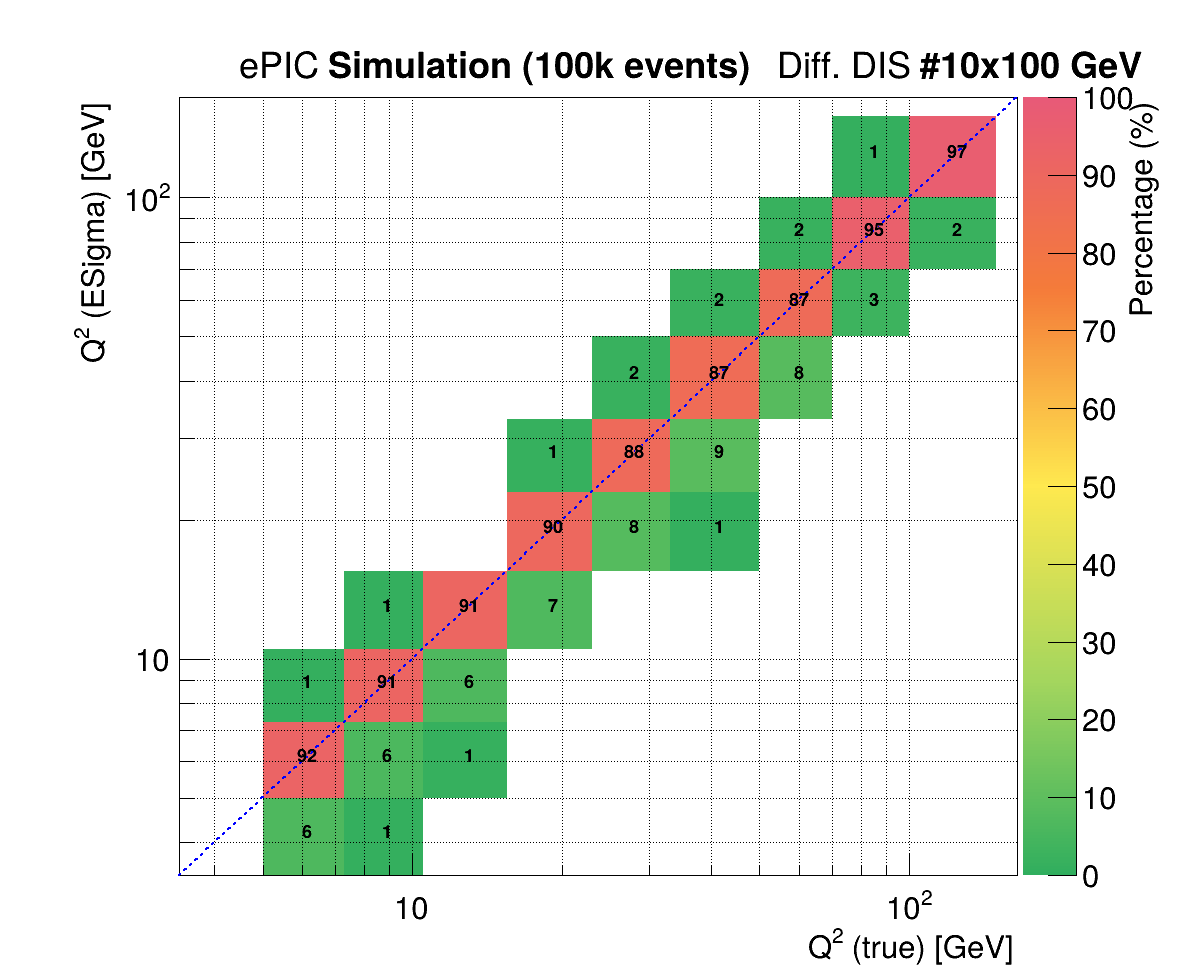 ePIC Simulation (100k events) Diff. DIS #10x100 GeV
Q² (ESigma) [GeV]
10²
10
1 97
2 95 2
2 87 3
2 87 8
1 88 9
90 8 1
1 91 7
1 91 6
92 6 1
6 1
10 10²
Q² (true) [GeV]
100
90
80
70
60
50
40
30
20
10
0
Percentage (%)